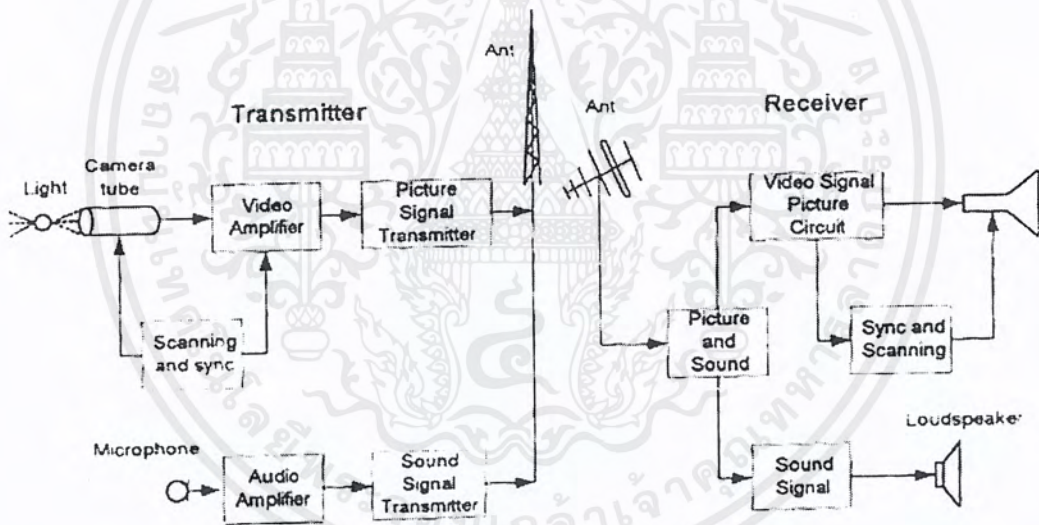 Ant
Transmitter
Ant
Receiver
Light
Camera
tube
Video
Amplifier
Picture
Signal
Transmitter
Video Signal
Picture
Circuit
Scanning
and sync
Picture
and
Sound
Sync and
Scanning
Microphone
Audio
Amplifier
Sound
Signal
Transmitter
Sound
Signal
Loudspeaker